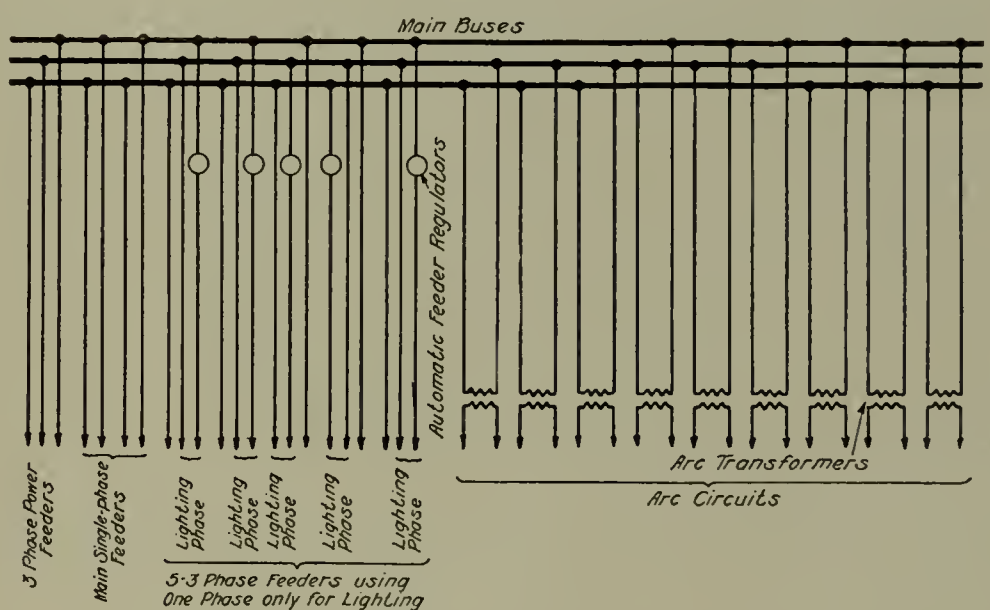 Main Buses
Automatic Feeder Regulators
3 Phase Power
Feeders
Main Single-phase
Feeders
Lighting
Phase
Lighting
Phase
Lighting
Phase
Lighting
Phase
Lighting
Phase
5-3 Phase Feeders using
One Phase only for Lighting
Arc Transformers
Arc Circuits